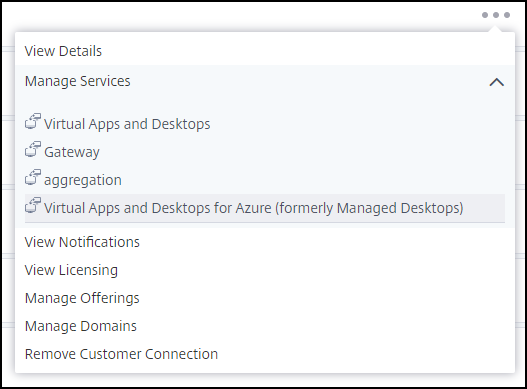 View Details
Manage Services
Virtual Apps and Desktops
Gateway
aggregation
Virtual Apps and Desktops for Azure (formerly Managed Desktops)
View Notifications
View Licensing
Manage Offerings
Manage Domains
Remove Customer Connection